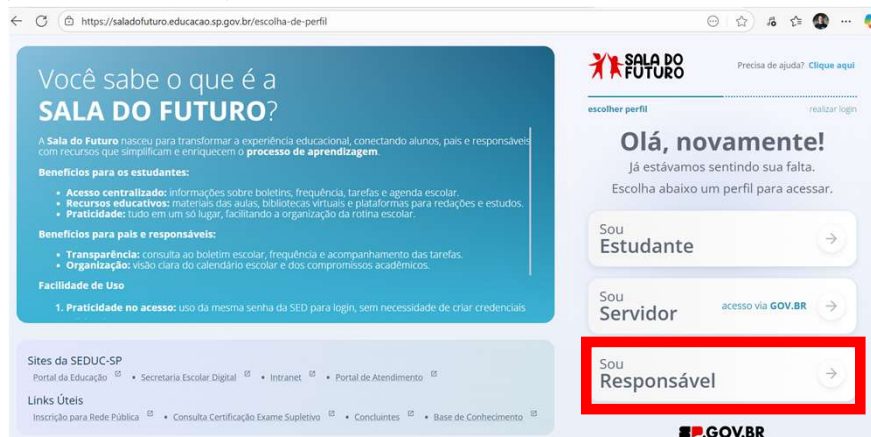 https://saladofuturo.educacao.sp.gov.br/escolha-de-perfil
Você sabe o que é a
SALA DO FUTURO?
A Sala do Futuro nasceu para transformar a experiência educacional, conectando alunos, pais e responsáveis
com recursos que simplificam e enriquecem o processo de aprendizagem.
Benefícios para os estudantes:
• Acesso centralizado: informações sobre boletins, frequência, tarefas e agenda escolar.
• Recursos educativos: materiais das aulas, bibliotecas virtuais e plataformas para redações e estudos.
• Praticidade: tudo em um só lugar, facilitando a organização da rotina escolar.
Benefícios para pais e responsáveis:
• Transparência: consulta ao boletim escolar, frequência e acompanhamento das tarefas.
• Organização: visão clara do calendário escolar e dos compromissos acadêmicos.
Facilidade de Uso
1. Praticidade no acesso: uso da mesma senha da SED para login, sem necessidade de criar credenciais
Sites da SEDUC-SP
Portal da Educação • Secretaria Escolar Digital • Intranet • Portal de Atendimento
Links Úteis
Inscrição para Rede Pública • Consulta Certificação Exame Supletivo • Concluintes • Base de Conhecimento
SALA DO
FUTURO
Precisa de ajuda? Clique aqui
escolher perfil
realizar login
Olá, novamente!
Já estávamos sentindo sua falta.
Escolha abaixo um perfil para acessar.
Sou
Estudante
Sou
Servidor
acesso via GOV.BR
Sou
Responsável
SP.GOV.BR